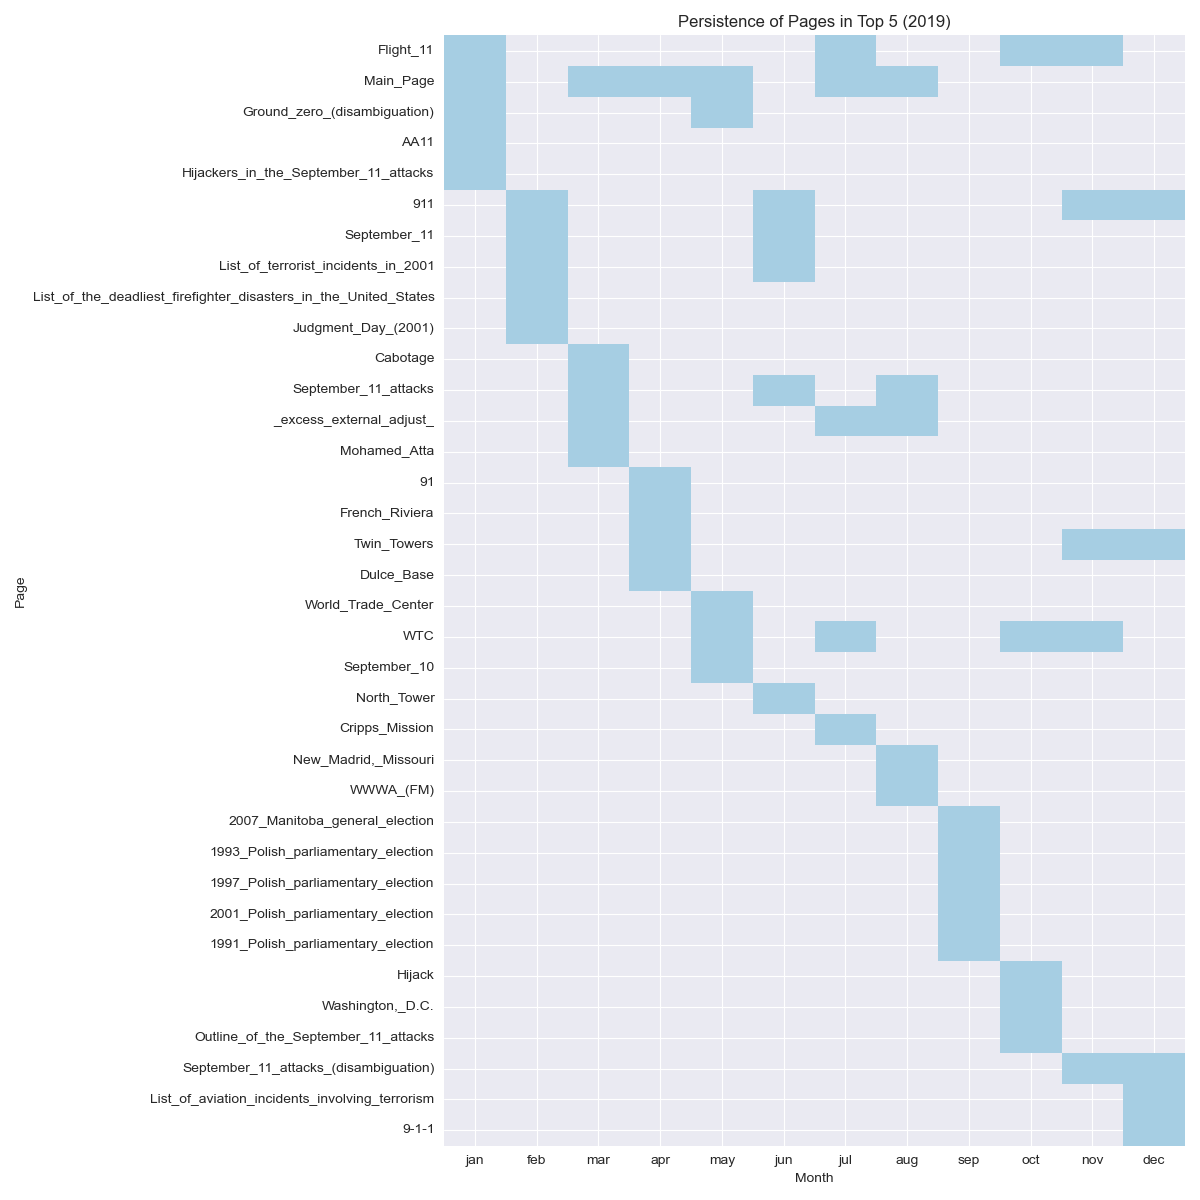 Persistence of Pages in Top 5 (2019)
Flight_11
Main_Page
Ground_zero_(disambiguation)
AA11
Hijackers_in_the_September_11_attacks
911
September_11
List_of_terrorist_incidents_in_2001
List_of_the_deadliest_firefighter_disasters_in_the_United_States
Judgment_Day_(2001)
Cabotage
September_11_attacks
_excess_external_adjust_
Mohamed_Atta
91
French_Riviera
Twin_Towers
Dulce_Base
World_Trade_Center
WTC
September_10
North_Tower
Cripps_Mission
New_Madrid,_Missouri
WWWA_(FM)
2007_Manitoba_general_election
1993_Polish_parliamentary_election
1997_Polish_parliamentary_election
2001_Polish_parliamentary_election
1991_Polish_parliamentary_election
Hijack
Washington,_D.C.
Outline_of_the_September_11_attacks
September_11_attacks_(disambiguation)
List_of_aviation_incidents_involving_terrorism
9-1-1
Page
jan feb mar apr may jun jul aug sep oct nov dec
Month